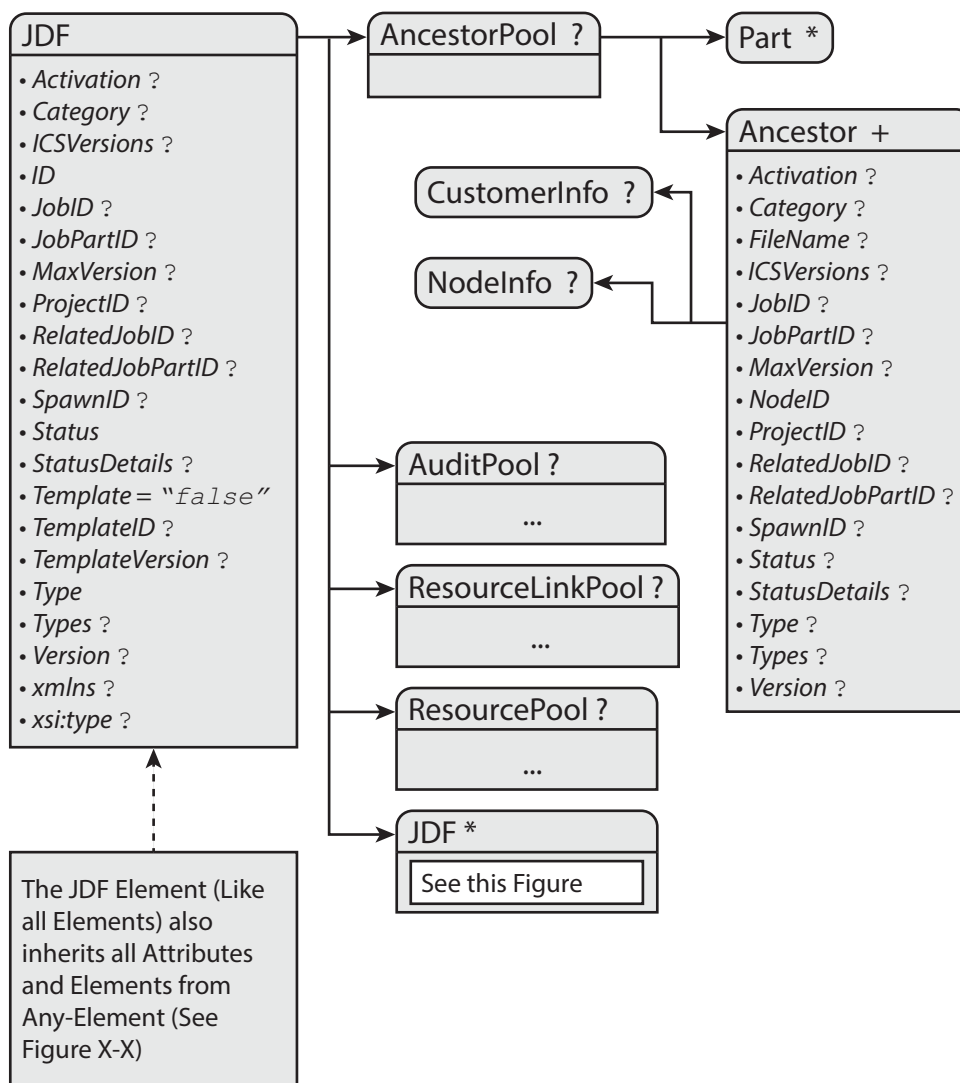 JDF
• Activation ?
• Category ?
• ICSVersions ?
• ID
• JobID ?
• JobPartID ?
• MaxVersion ?
• ProjectID ?
• RelatedJobID ?
• RelatedJobPartID ?
• SpawnID ?
• Status
• StatusDetails ?
• Template = “false”
• TemplateID ?
• TemplateVersion ?
• Type
• Types ?
• Version ?
• xmlns ?
• xsi:type ?
The JDF Element (Like
all Elements) also
inherits all Attributes
and Elements from
Any-Element (See
Figure X-X)
AncestorPool ?
Part *
Ancestor +
• Activation ?
• Category ?
• FileName ?
• ICSVersions ?
• JobID ?
• JobPartID ?
• MaxVersion ?
• NodeID
• ProjectID ?
• RelatedJobID ?
• RelatedJobPartID ?
• SpawnID ?
• Status ?
• StatusDetails ?
• Type ?
• Types ?
• Version ?
CustomerInfo ?
NodeInfo ?
AuditPool ?
...
ResourceLinkPool ?
...
ResourcePool ?
...
JDF *
See this Figure